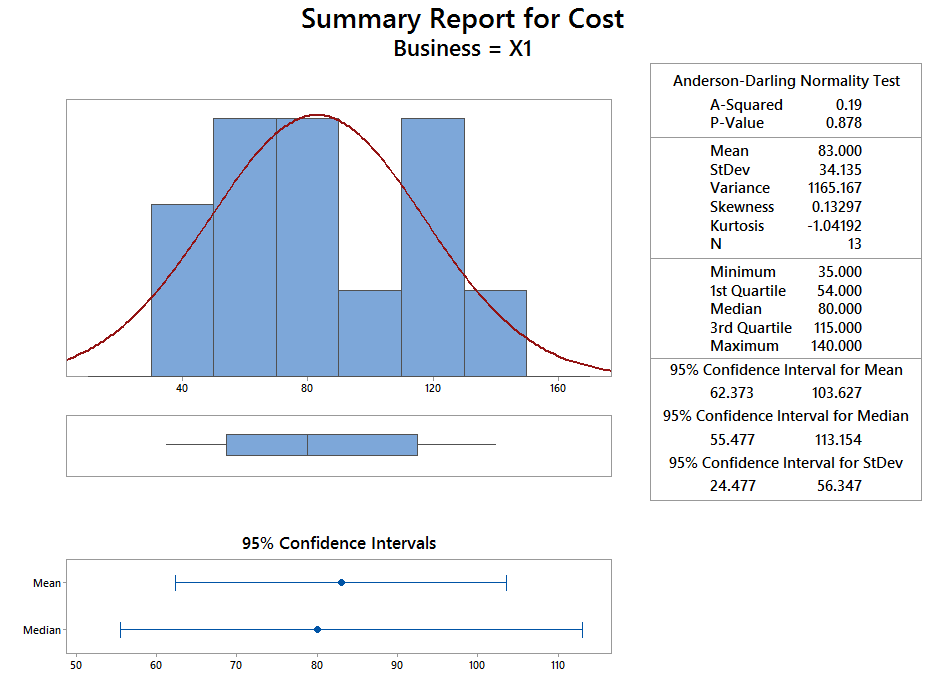 Summary Report for Cost
Business = X1
Anderson-Darling Normality Test
A-Squared 0.19
P-Value 0.878
Mean 83.000
StDev 34.135
Variance 1165.167
Skewness 0.13297
Kurtosis -1.04192
N 13
Minimum 35.000
1st Quartile 54.000
Median 80.000
3rd Quartile 115.000
Maximum 140.000
95% Confidence Interval for Mean
62.373 103.627
95% Confidence Interval for Median
55.477 113.154
95% Confidence Interval for StDev
24.477 56.347
40 80 120 160
95% Confidence Intervals
Mean
Median
50 60 70 80 90 100 110